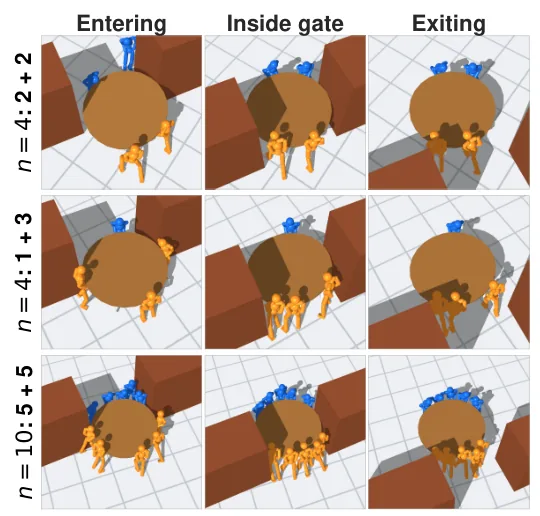 Entering Inside gate Exiting
n = 4: 2 + 2
n = 4: 1 + 3
n = 10: 5 + 5